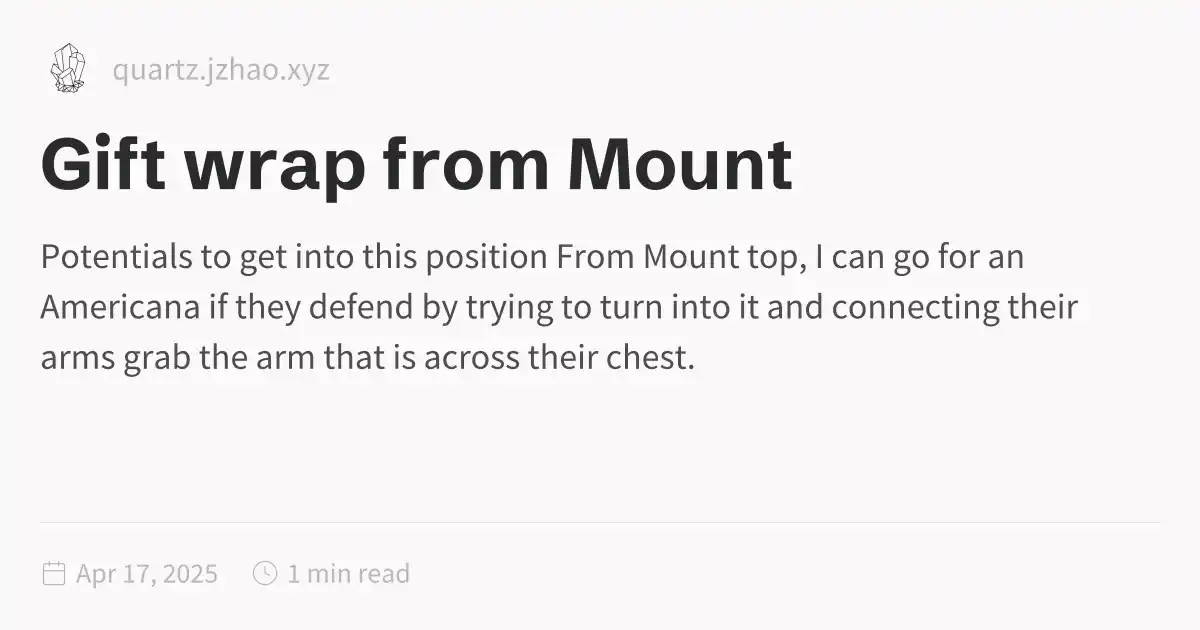 quartz.jzhao.xyz
Gift wrap from Mount
Potentials to get into this position From Mount top, I can go for an
Americana if they defend by trying to turn into it and connecting their
arms grab the arm that is across their chest.
Apr 17, 2025 1 min read